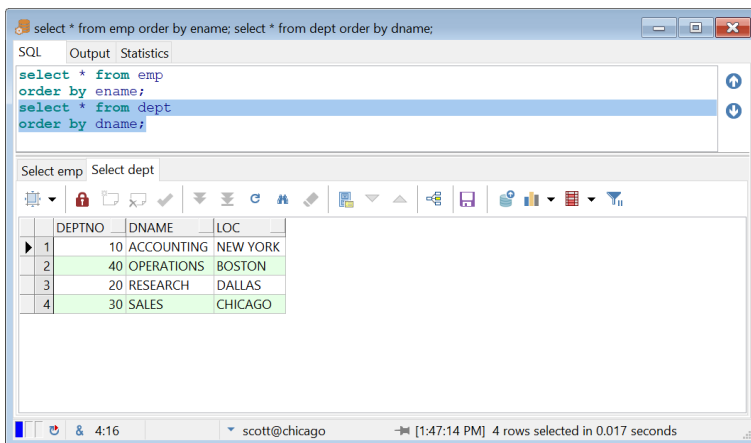 select * from emp order by ename; select * from dept order by dname;
SQL Output Statistics
select * from emp
order by ename;
select * from dept
order by dname;
Select emp Select dept
DEPTNO DNAME LOC
1 10 ACCOUNTING NEW YORK
2 40 OPERATIONS BOSTON
3 20 RESEARCH DALLAS
4 30 SALES CHICAGO
& 4:16 scott@chicago [1:47:14 PM] 4 rows selected in 0.017 seconds